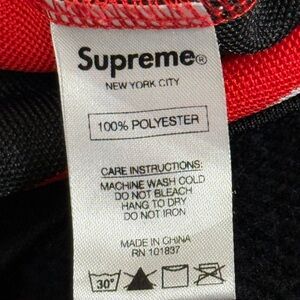 Supreme®
NEW YORK CITY
100% POLYESTER
CARE INSTRUCTIONS:
MACHINE WASH COLD
DO NOT BLEACH
HANG TO DRY
DO NOT IRON
MADE IN CHINA
RN 101837
30°